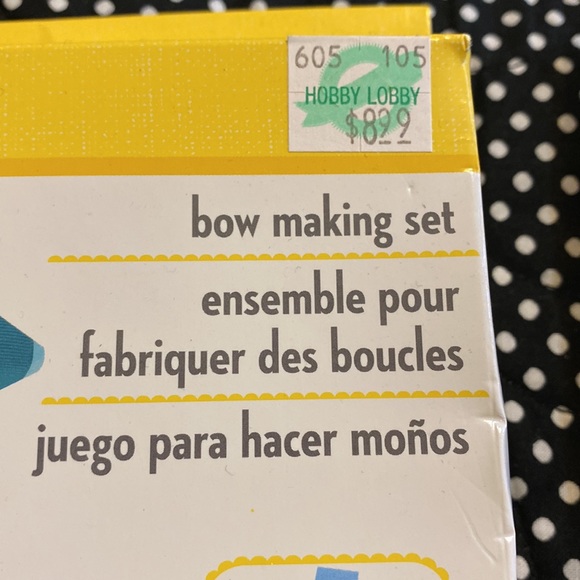 605 105
HOBBY LOBBY
$8.99
bow making set
ensemble pour
fabriquer des boucles
juego para hacer moños